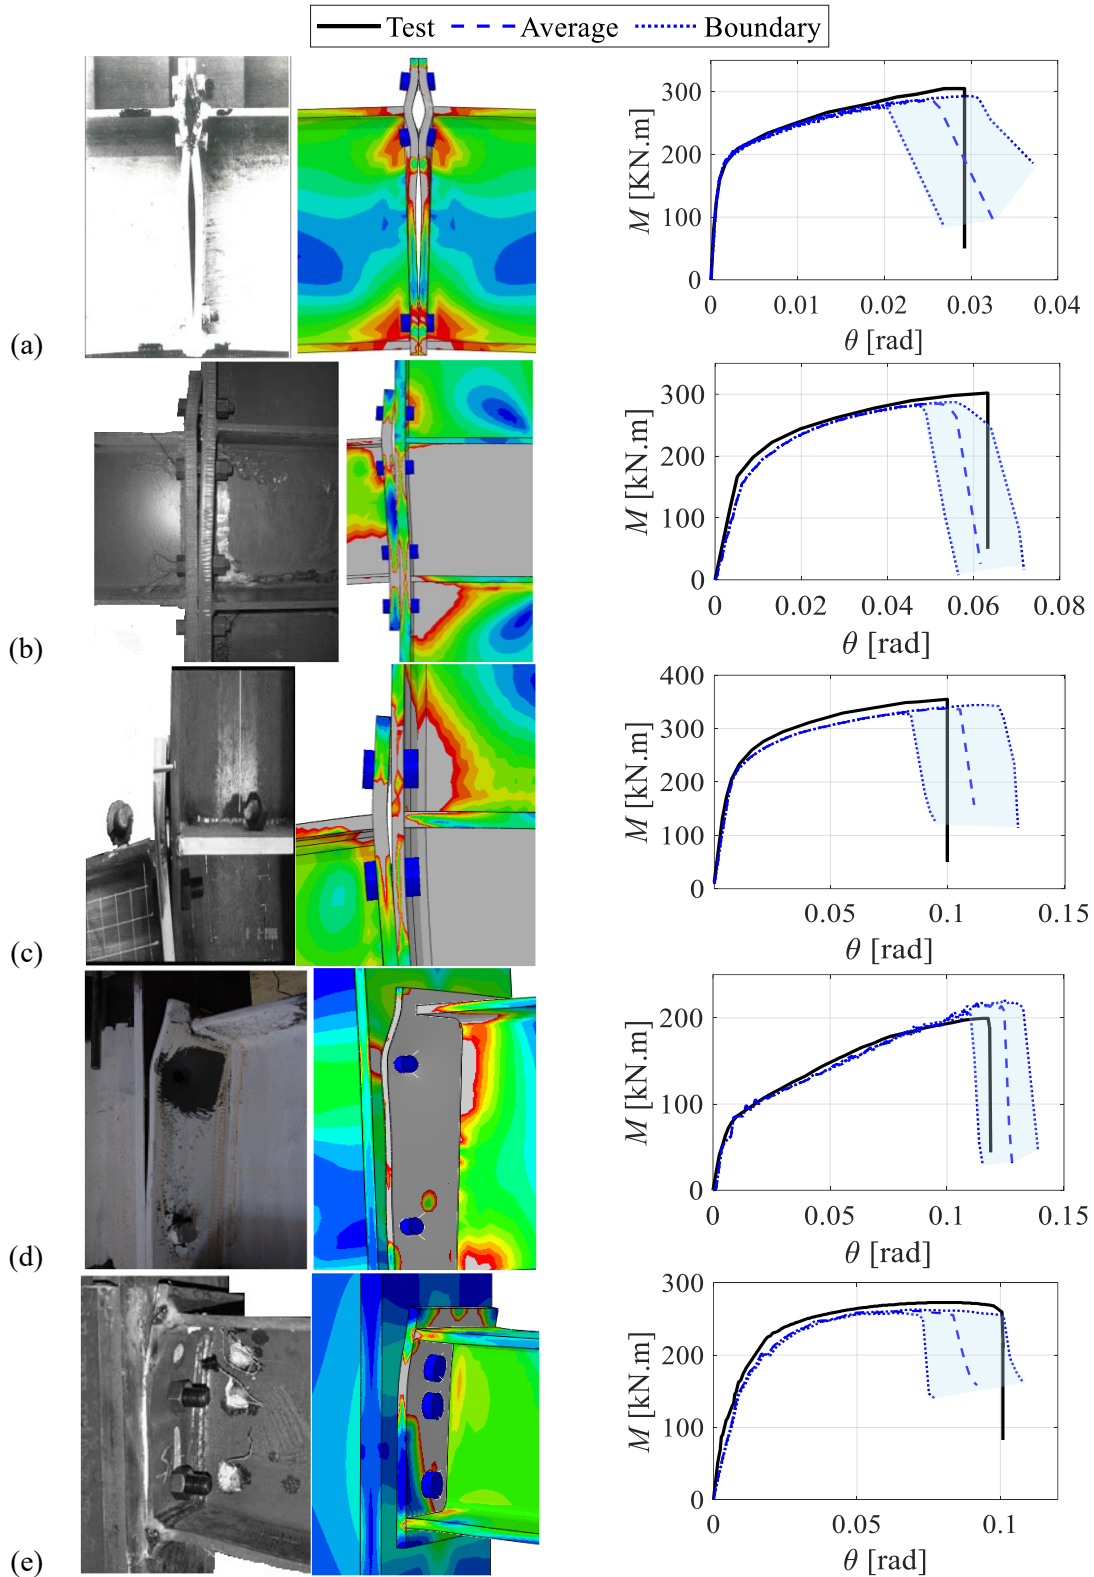 Test Average Boundary
(a)
M [KN.m]
300
200
100
0
0 0.01 0.02 0.03 0.04
θ [rad]
(b)
M [kN.m]
300
200
100
0
0 0.02 0.04 0.06 0.08
θ [rad]
(c)
M [kN.m]
400
300
200
100
0
0.05 0.1 0.15
θ [rad]
(d)
M [kN.m]
200
100
0
0 0.05 0.1 0.15
θ [rad]
(e)
M [kN.m]
300
200
100
0
0 0.05 0.1
θ [rad]